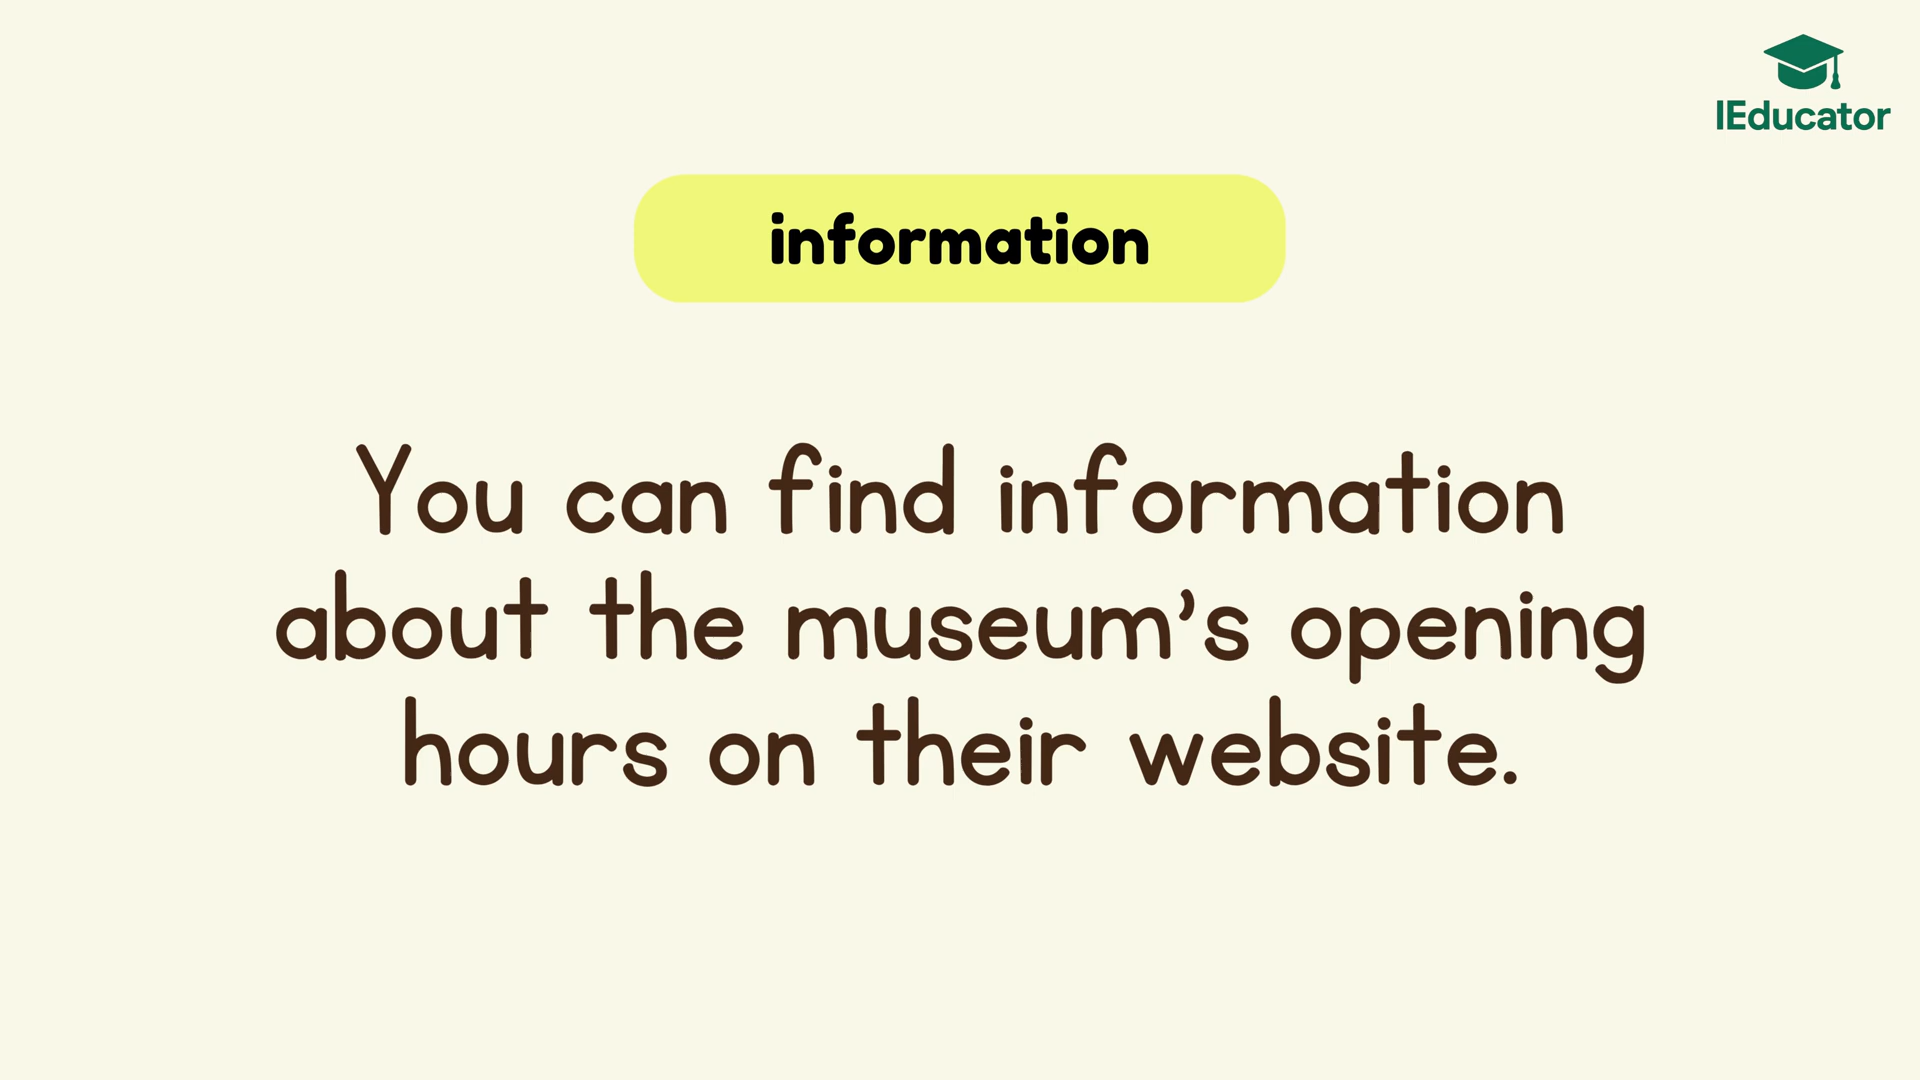 IEducator
information
You can find information
about the museum’s opening
hours on their website.